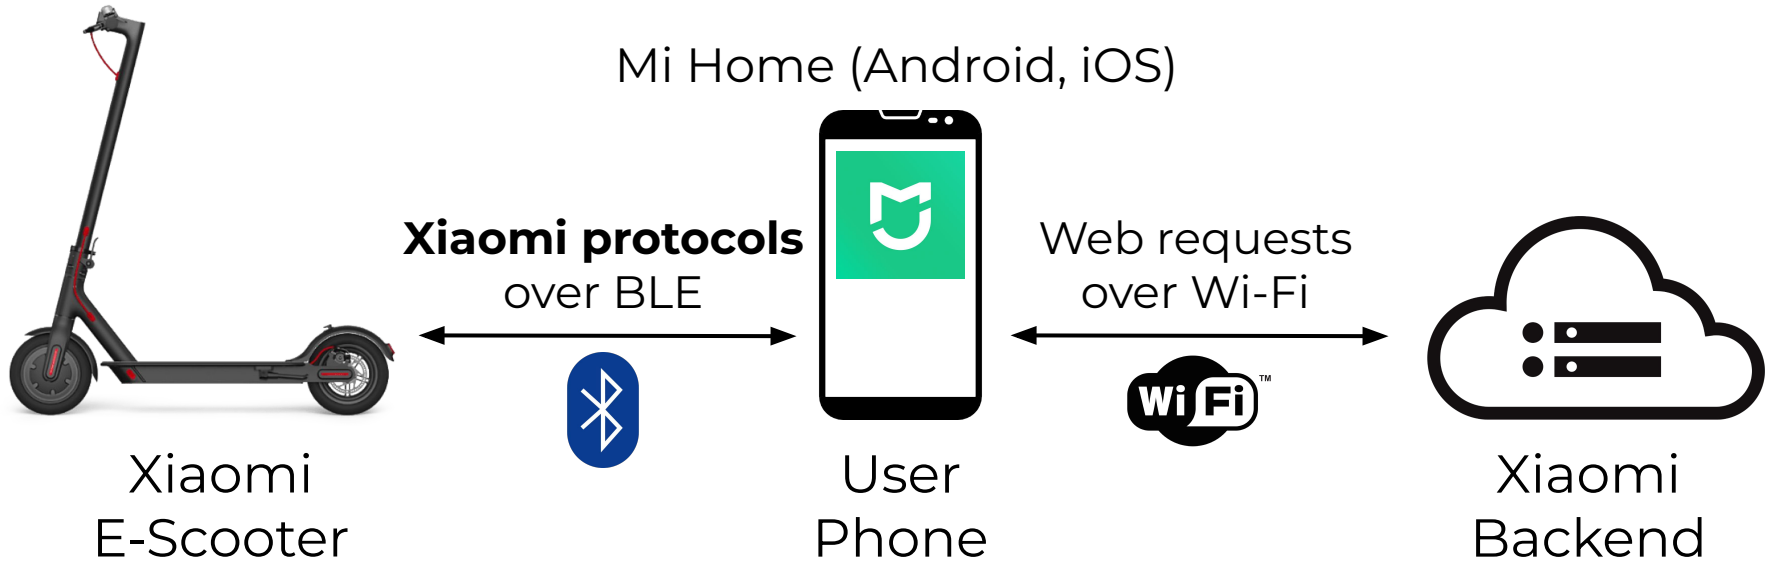 Mi Home (Android, iOS)
Xiaomi protocols
over BLE
Web requests
over Wi-Fi
Wi Fi ™
Xiaomi
E-Scooter
User
Phone
Xiaomi
Backend